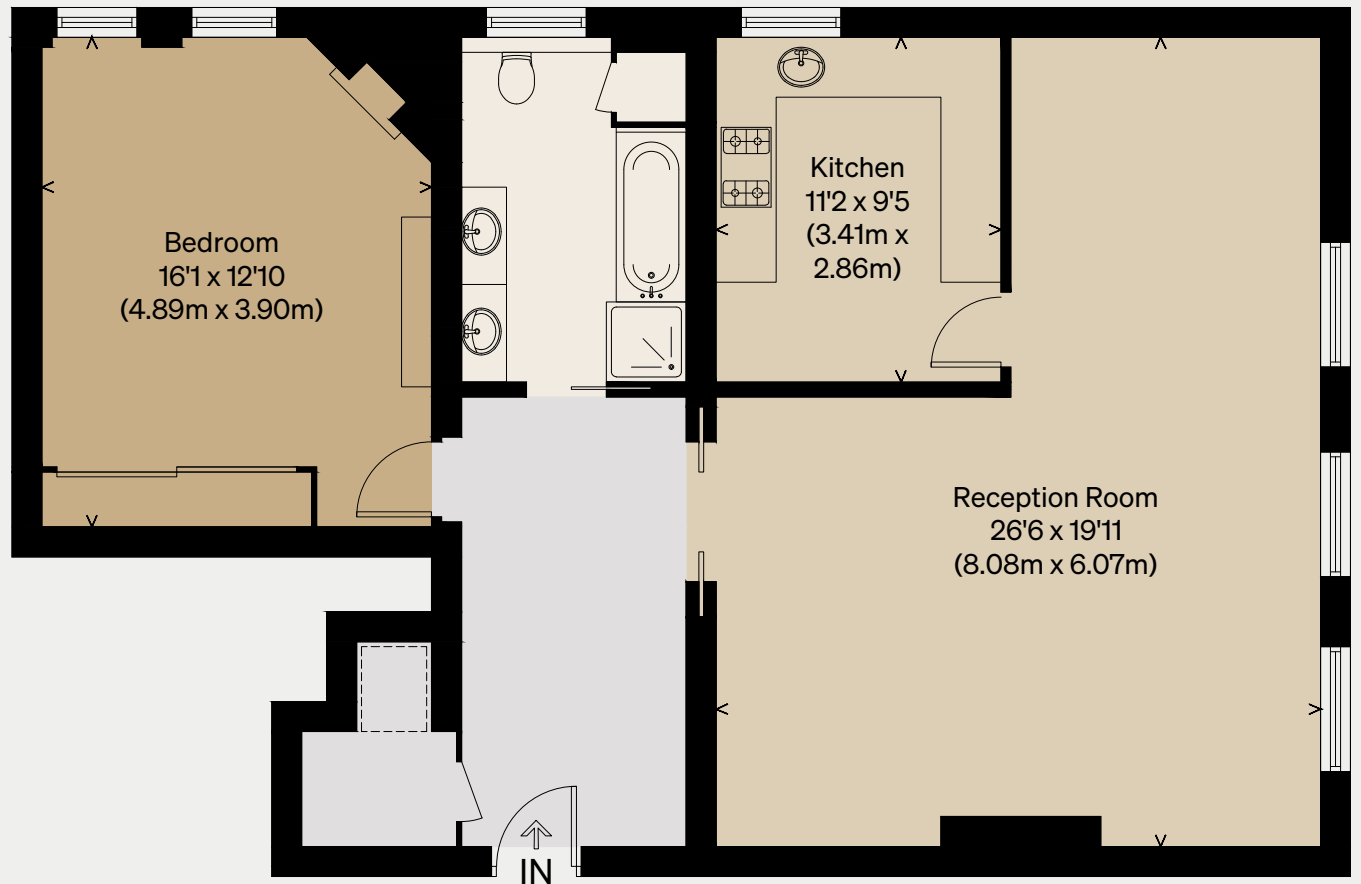 Kitchen
11'2 x 9'5
(3.41m x
2.86m)
Bedroom
16'1 x 12'10
(4.89m x 3.90m)
Reception Room
26'6 x 19'11
(8.08m x 6.07m)
IN